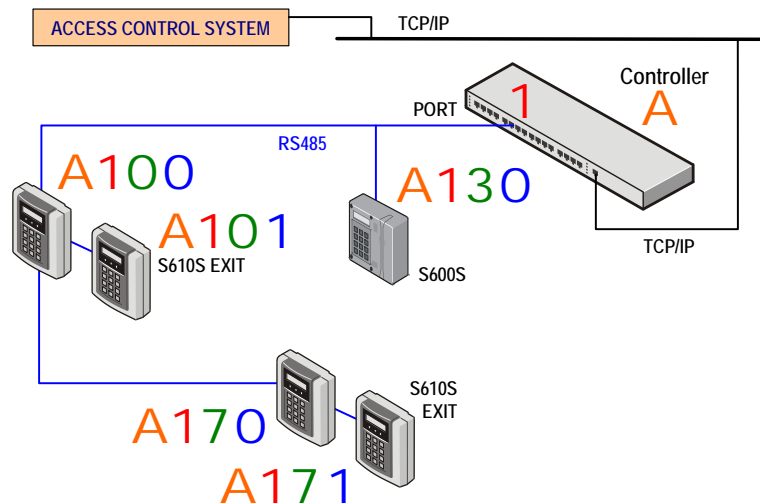 ACCESS CONTROL SYSTEM
TCP/IP
Controller
A
PORT
1
RS485
A100
A130
A101
S610S EXIT
S600S
TCP/IP
S610S
EXIT
A170
A171